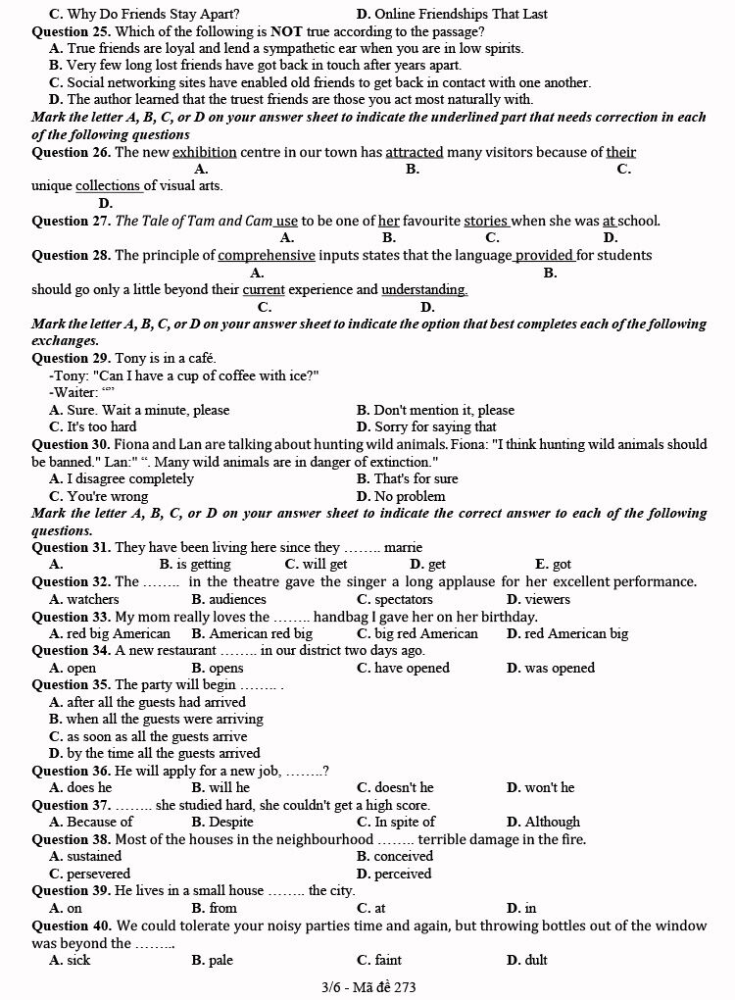 C. Why Do Friends Stay Apart? D. Online Friendships That Last
Question 25. Which of the following is NOT true according to the passage?
A. True friends are loyal and lend a sympathetic ear when you are in low spirits.
B. Very few long lost friends have got back in touch after years apart.
C. Social networking sites have enabled old friends to get back in contact with one another.
D. The author learned that the truest friends are those you act most naturally with.
Mark the letter A, B, C, or D on your answer sheet to indicate the underlined part that needs correction in each
of the following questions
Question 26. The new exhibition centre in our town has attracted many visitors because of their
A. B. C.
unique collections of visual arts.
D.
Question 27. The Tale of Tam and Cam use to be one of her favourite stories when she was at school.
A. B. C. D.
Question 28. The principle of comprehensive inputs states that the language provided for students
A. B.
should go only a little beyond their current experience and understanding.
C. D.
Mark the letter A, B, C, or D on your answer sheet to indicate the option that best completes each of the following
exchanges.
Question 29. Tony is in a café.
-Tony: "Can I have a cup of coffee with ice?"
-Waiter: “”
A. Sure. Wait a minute, please B. Don't mention it, please
C. It's too hard D. Sorry for saying that
Question 30. Fiona and Lan are talking about hunting wild animals. Fiona: "I think hunting wild animals should
be banned." Lan:" “. Many wild animals are in danger of extinction."
A. I disagree completely B. That's for sure
C. You're wrong D. No problem
Mark the letter A, B, C, or D on your answer sheet to indicate the correct answer to each of the following
questions.
Question 31. They have been living here since they …….. marrie
A. B. is getting C. will get D. get E. got
Question 32. The …….. in the theatre gave the singer a long applause for her excellent performance.
A. watchers B. audiences C. spectators D. viewers
Question 33. My mom really loves the …….. handbag I gave her on her birthday.
A. red big American B. American red big C. big red American D. red American big
Question 34. A new restaurant …….. in our district two days ago.
A. open B. opens C. have opened D. was opened
Question 35. The party will begin …….. .
A. after all the guests had arrived
B. when all the guests were arriving
C. as soon as all the guests arrive
D. by the time all the guests arrived
Question 36. He will apply for a new job, ……..?
A. does he B. will he C. doesn't he D. won't he
Question 37. …….. she studied hard, she couldn't get a high score.
A. Because of B. Despite C. In spite of D. Although
Question 38. Most of the houses in the neighbourhood …….. terrible damage in the fire.
A. sustained B. conceived
C. persevered D. perceived
Question 39. He lives in a small house …….. the city.
A. on B. from C. at D. in
Question 40. We could tolerate your noisy parties time and again, but throwing bottles out of the window
was beyond the ……..
A. sick B. pale C. faint D. dult
3/6 - Mã đề 273